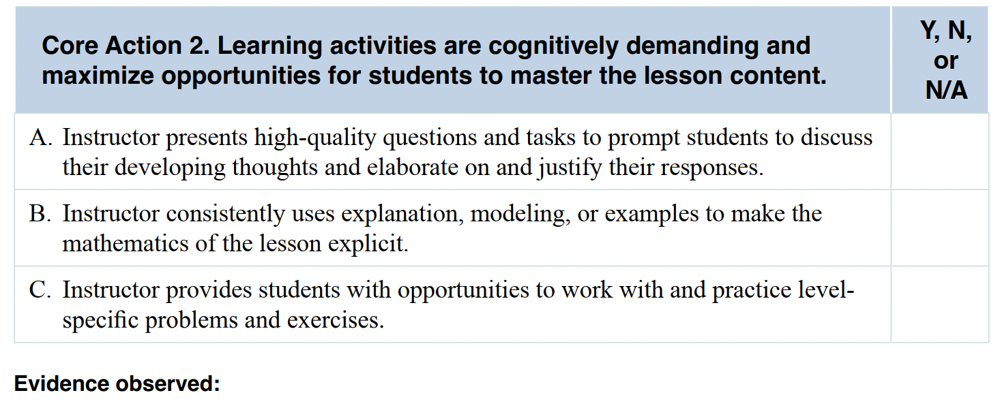 Core Action 2. Learning activities are cognitively demanding and
maximize opportunities for students to master the lesson content.
Y, N,
or
N/A
A. Instructor presents high-quality questions and tasks to prompt students to discuss
their developing thoughts and elaborate on and justify their responses.
B. Instructor consistently uses explanation, modeling, or examples to make the
mathematics of the lesson explicit.
C. Instructor provides students with opportunities to work with and practice level-
specific problems and exercises.
Evidence observed: